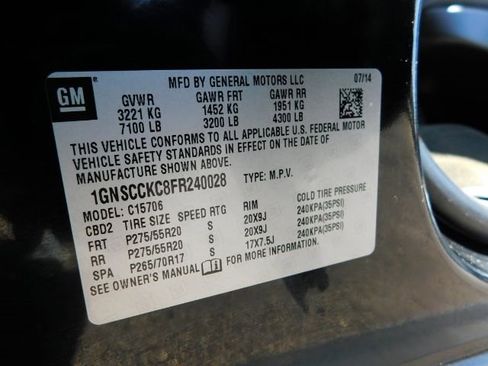 GM
MFD BY GENERAL MOTORS LLC 07/14
GVWR GAWR FRT GAWR RR
3221 KG 1452 KG 1951 KG
7100 LB 3200 LB 4300 LB
THIS VEHICLE CONFORMS TO ALL APPLICABLE U.S. FEDERAL MOTOR
VEHICLE SAFETY STANDARDS IN EFFECT ON THE DATE OF
MANUFACTURE SHOWN ABOVE.
1GNSCCKC8FR240028 TYPE: M.P.V.
MODEL: C15706
CBD2 TIRE SIZE SPEED RTG RIM COLD TIRE PRESSURE
FRT P275/55R20 S 20X9J 240KPA(35PSI)
RR P275/55R20 S 20X9J 240KPA(35PSI)
SPA P265/70R17 S 17X7.5J 240KPA(35PSI)
SEE OWNER'S MANUAL FOR MORE INFORMATION.